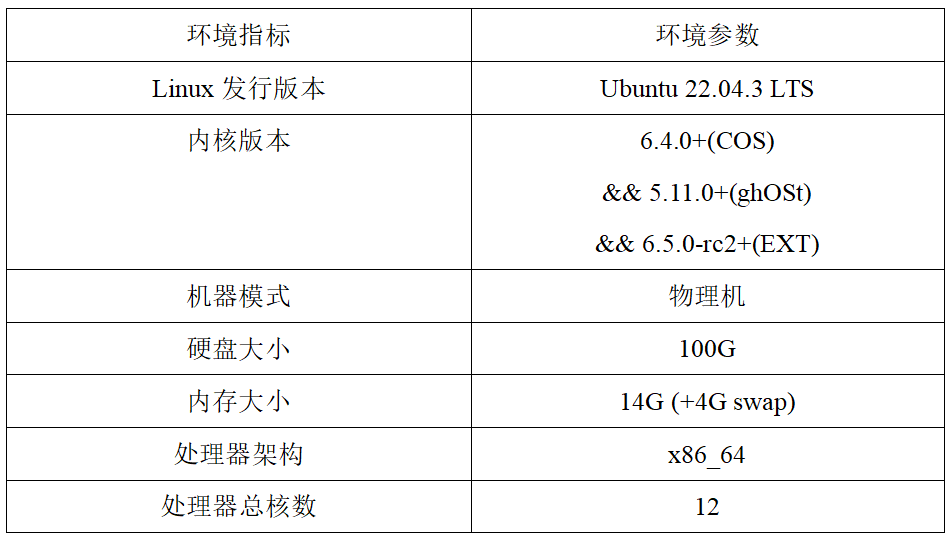 环境指标 环境参数
Linux 发行版本 Ubuntu 22.04.3 LTS
内核版本 6.4.0+(COS)
&& 5.11.0+(ghOSt)
&& 6.5.0-rc2+(EXT)
机器模式 物理机
硬盘大小 100G
内存大小 14G (+4G swap)
处理器架构 x86_64
处理器总核数 12